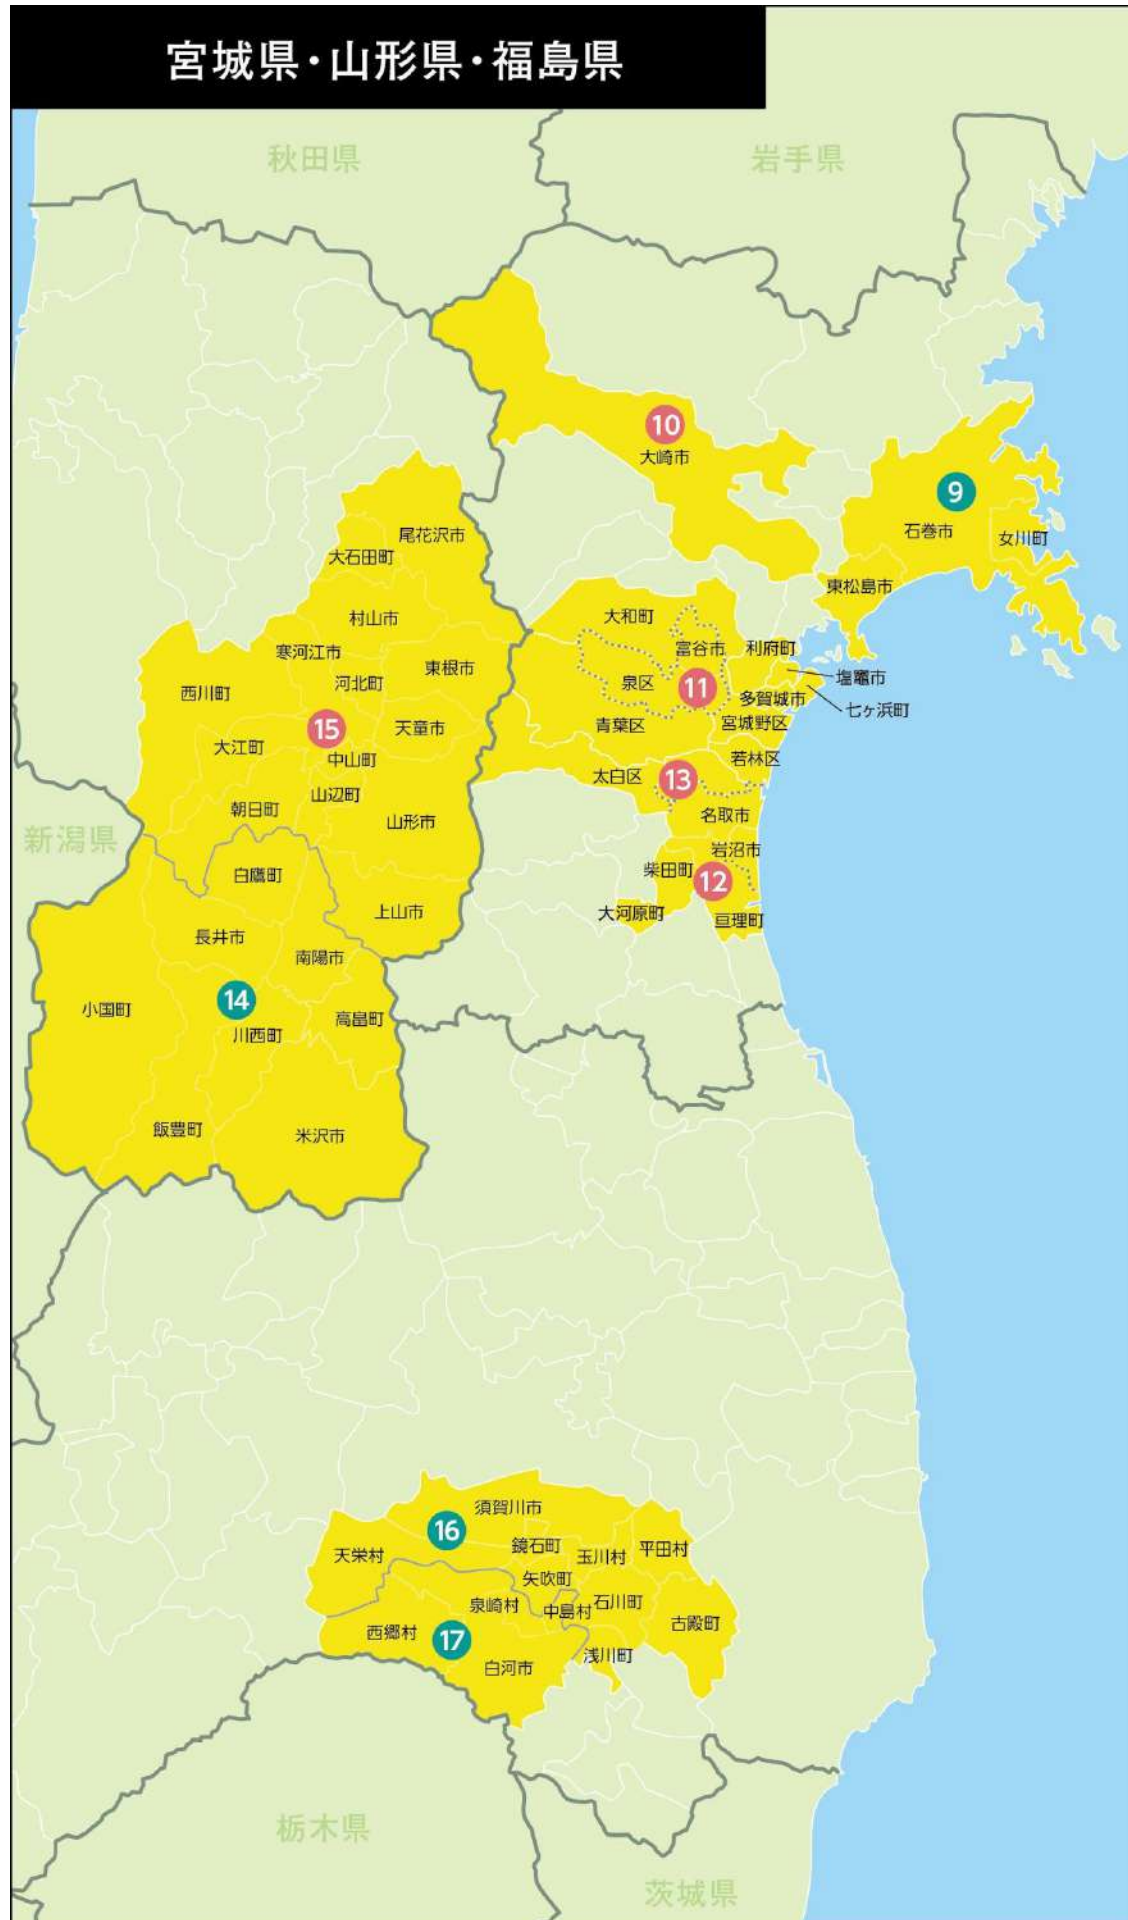 宮城県・山形県・福島県
秋田県
岩手県
10
大崎市
9
石巻市
女川町
東松島市
尾花沢市
大石田町
村山市
寒河江市
東根市
河北町
西川町
15
天童市
大江町
中山町
山辺町
朝日町
山形市
上山市
大和町
富谷市
利府町
塩竈市
泉区
11
多賀城市
七ヶ浜町
青葉区
宮城野区
若林区
太白区
13
名取市
岩沼市
柴田町
12
大河原町
亘理町
新潟県
白鷹町
長井市
南陽市
14
小国町
高畠町
川西町
飯豊町
米沢市
須賀川市
16
鏡石町
玉川村
平田村
天栄村
矢吹町
石川町
泉崎村
中島村
古殿町
西郷村
17
浅川町
白河市
栃木県
茨城県